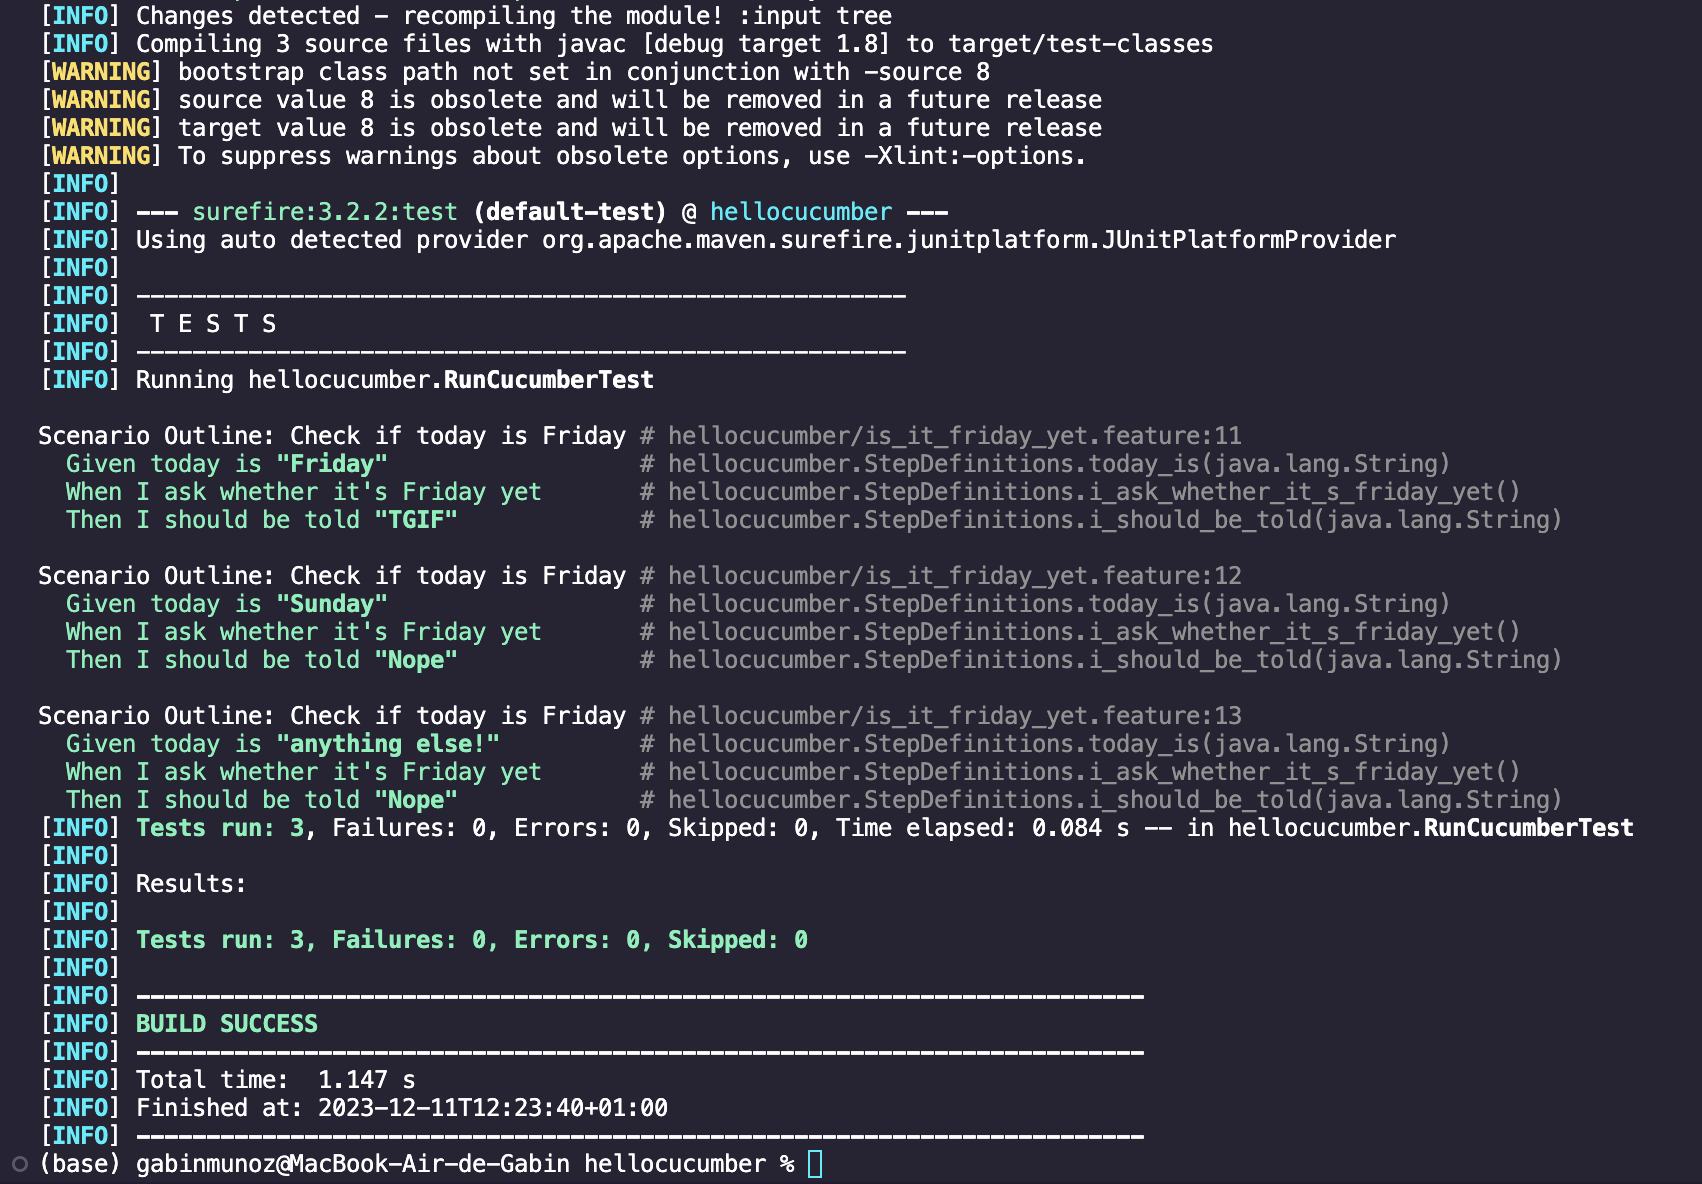 [INFO] Changes detected - recompiling the module! :input tree
[INFO] Compiling 3 source files with javac [debug target 1.8] to target/test-classes
[WARNING] bootstrap class path not set in conjunction with -source 8
[WARNING] source value 8 is obsolete and will be removed in a future release
[WARNING] target value 8 is obsolete and will be removed in a future release
[WARNING] To suppress warnings about obsolete options, use -Xlint:-options.
[INFO]
[INFO] --- surefire:3.2.2:test (default-test) @ hellocucumber ---
[INFO] Using auto detected provider org.apache.maven.surefire.junitplatform.JUnitPlatformProvider
[INFO]
[INFO] -------------------------------------------------------
[INFO]  T E S T S
[INFO] -------------------------------------------------------
[INFO] Running hellocucumber.RunCucumberTest

Scenario Outline: Check if today is Friday # hellocucumber/is_it_friday_yet.feature:11
  Given today is "Friday"                  # hellocucumber.StepDefinitions.today_is(java.lang.String)
  When I ask whether it's Friday yet       # hellocucumber.StepDefinitions.i_ask_whether_it_s_friday_yet()
  Then I should be told "TGIF"             # hellocucumber.StepDefinitions.i_should_be_told(java.lang.String)

Scenario Outline: Check if today is Friday # hellocucumber/is_it_friday_yet.feature:12
  Given today is "Sunday"                  # hellocucumber.StepDefinitions.today_is(java.lang.String)
  When I ask whether it's Friday yet       # hellocucumber.StepDefinitions.i_ask_whether_it_s_friday_yet()
  Then I should be told "Nope"             # hellocucumber.StepDefinitions.i_should_be_told(java.lang.String)

Scenario Outline: Check if today is Friday # hellocucumber/is_it_friday_yet.feature:13
  Given today is "anything else!"          # hellocucumber.StepDefinitions.today_is(java.lang.String)
  When I ask whether it's Friday yet       # hellocucumber.StepDefinitions.i_ask_whether_it_s_friday_yet()
  Then I should be told "Nope"             # hellocucumber.StepDefinitions.i_should_be_told(java.lang.String)
[INFO] Tests run: 3, Failures: 0, Errors: 0, Skipped: 0, Time elapsed: 0.084 s -- in hellocucumber.RunCucumberTest
[INFO]
[INFO] Results:
[INFO]
[INFO] Tests run: 3, Failures: 0, Errors: 0, Skipped: 0
[INFO]
[INFO] ------------------------------------------------------------------------
[INFO] BUILD SUCCESS
[INFO] ------------------------------------------------------------------------
[INFO] Total time:  1.147 s
[INFO] Finished at: 2023-12-11T12:23:40+01:00
[INFO] ------------------------------------------------------------------------
(base) gabinmunoz@MacBook-Air-de-Gabin hellocucumber %